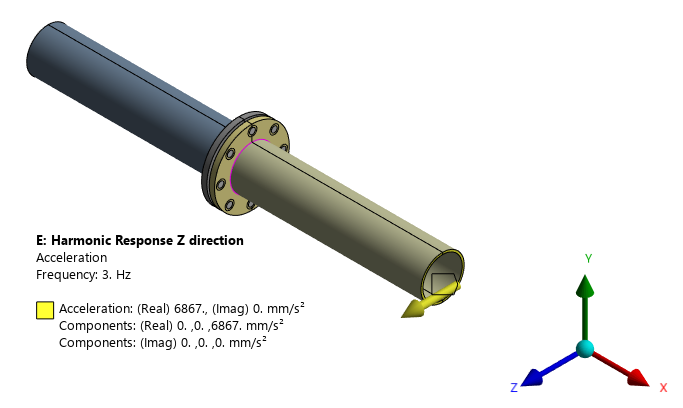 E: Harmonic Response Z direction
Acceleration
Frequency: 3. Hz
Acceleration: (Real) 6867., (Imag) 0. mm/s²
Components: (Real) 0. ,0. ,6867. mm/s²
Components: (Imag) 0. ,0. ,0. mm/s²
Y
Z
X